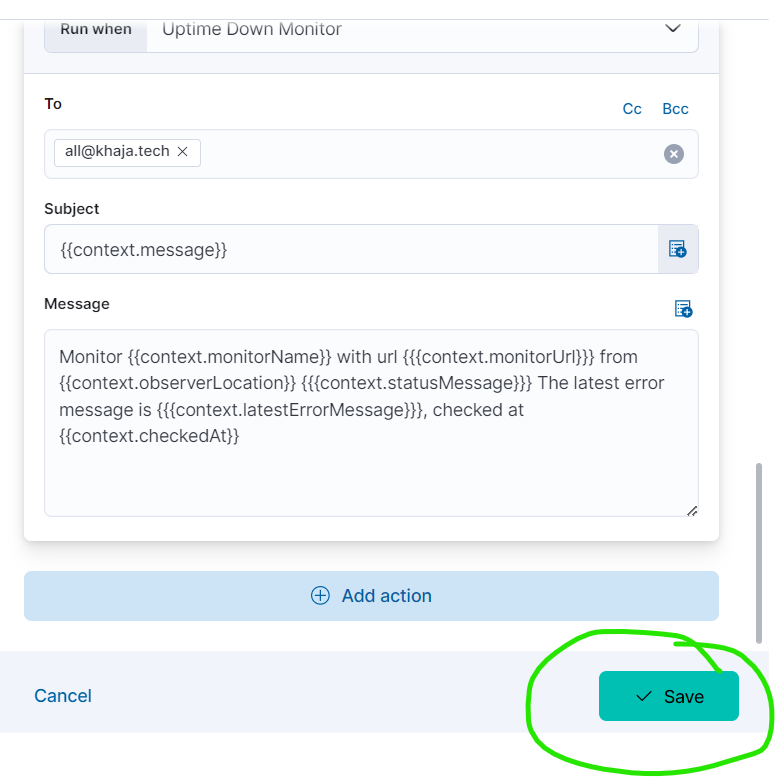 Run when Uptime Down Monitor
To
Cc Bcc
all@khaja.tech
Subject
{{context.message}}
Message
Monitor {{context.monitorName}} with url {{{context.monitorUrl}}} from
{{context.observerLocation}} {{{context.statusMessage}}} The latest error
message is {{{context.latestErrorMessage}}}, checked at
{{context.checkedAt}}
Add action
Cancel Save